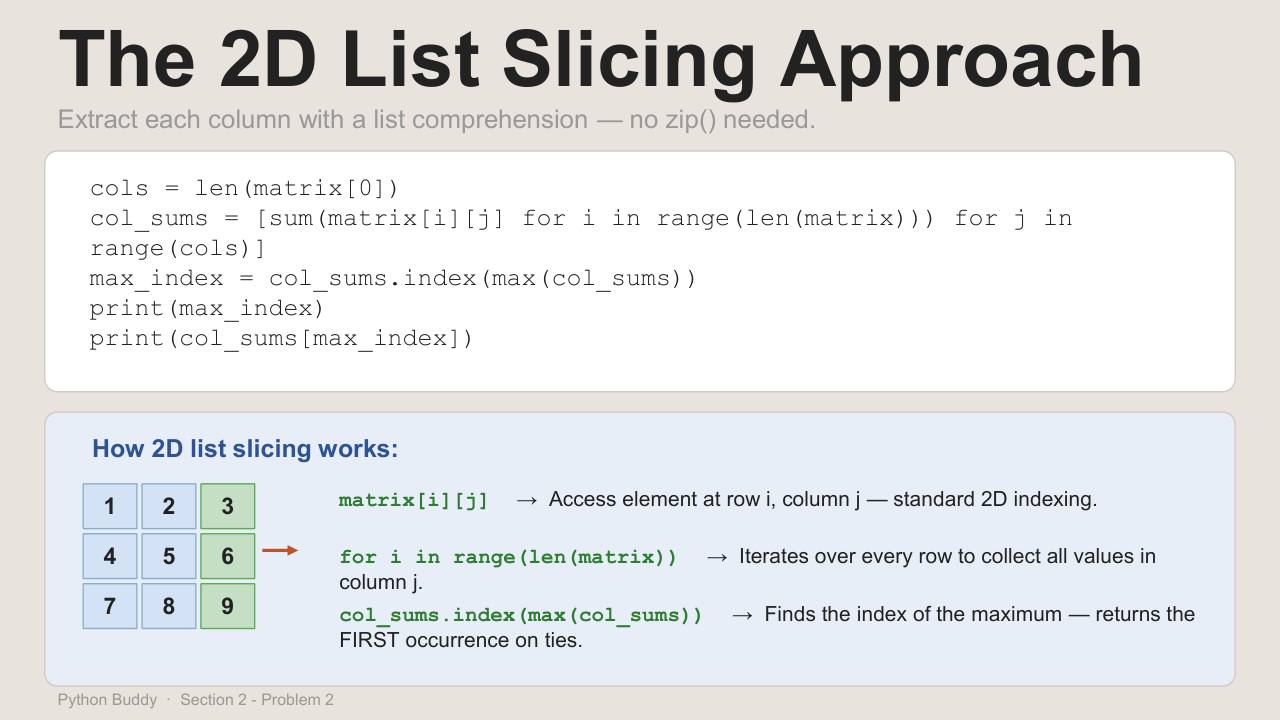 The 2D List Slicing Approach
Extract each column with a list comprehension — no zip() needed.
cols = len(matrix[0])
col_sums = [sum(matrix[i][j] for i in range(len(matrix))) for j in
range(cols)]
max_index = col_sums.index(max(col_sums))
print(max_index)
print(col_sums[max_index])
How 2D list slicing works:
1 2 3
4 5 6
7 8 9
matrix[i][j] → Access element at row i, column j — standard 2D indexing.
for i in range(len(matrix)) → Iterates over every row to collect all values in
column j.
col_sums.index(max(col_sums)) → Finds the index of the maximum — returns the
FIRST occurrence on ties.
Python Buddy · Section 2 - Problem 2